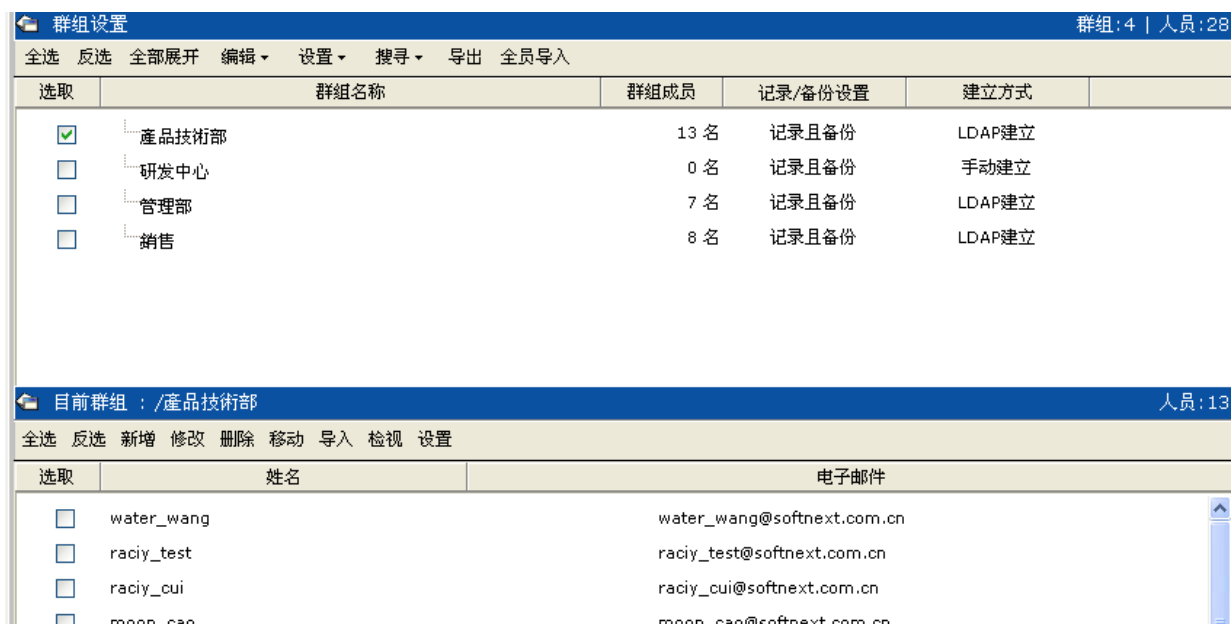 群组设置 群组:4 | 人员:28
全选 反选 全部展开 编辑 设置 搜寻 导出 全员导入
选取 群组名称 群组成员 记录/备份设置 建立方式
產品技術部 13 名 记录且备份 LDAP建立
研发中心 0 名 记录且备份 手动建立
管理部 7 名 记录且备份 LDAP建立
銷售 8 名 记录且备份 LDAP建立
目前群组 : /產品技術部 人员:13
全选 反选 新增 修改 删除 移动 导入 检视 设置
选取 姓名 电子邮件
water_wang water_wang@softnext.com.cn
raciy_test raciy_test@softnext.com.cn
raciy_cui raciy_cui@softnext.com.cn
moon_cao moon_cao@softnext.com.cn